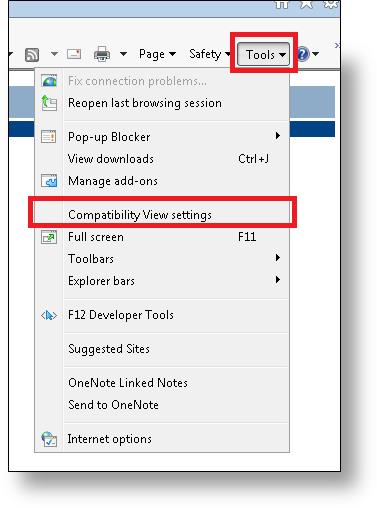 Page Safety Tools
Fix connection problems...
Reopen last browsing session
Pop-up Blocker
View downloads Ctrl+J
Manage add-ons
Compatibility View settings
Full screen F11
Toolbars
Explorer bars
F12 Developer Tools
Suggested Sites
OneNote Linked Notes
Send to OneNote
Internet options